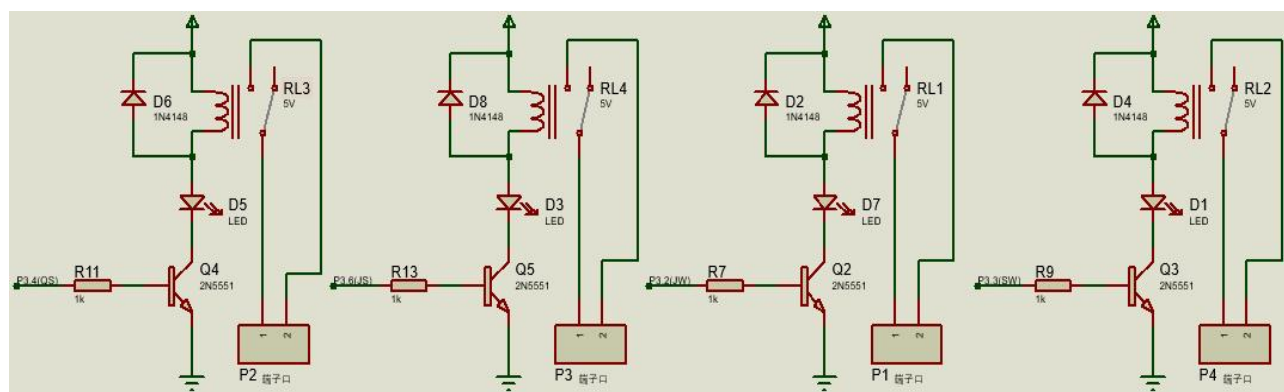 D6
1N4148
RL3
5V
D5
LED
P3.4(QS)
R11
1k
Q4
2N5551
1
2
P2 端子口
D8
1N4148
RL4
5V
D3
LED
P3.6(JS)
R13
1k
Q5
2N5551
1
2
P3 端子口
D2
1N4148
RL1
5V
D7
LED
P3.2(JW)
R7
1k
Q2
2N5551
1
2
P1 端子口
D4
1N4148
RL2
5V
D1
LED
P3.3(SW)
R9
1k
Q3
2N5551
1
2
P4 端子口